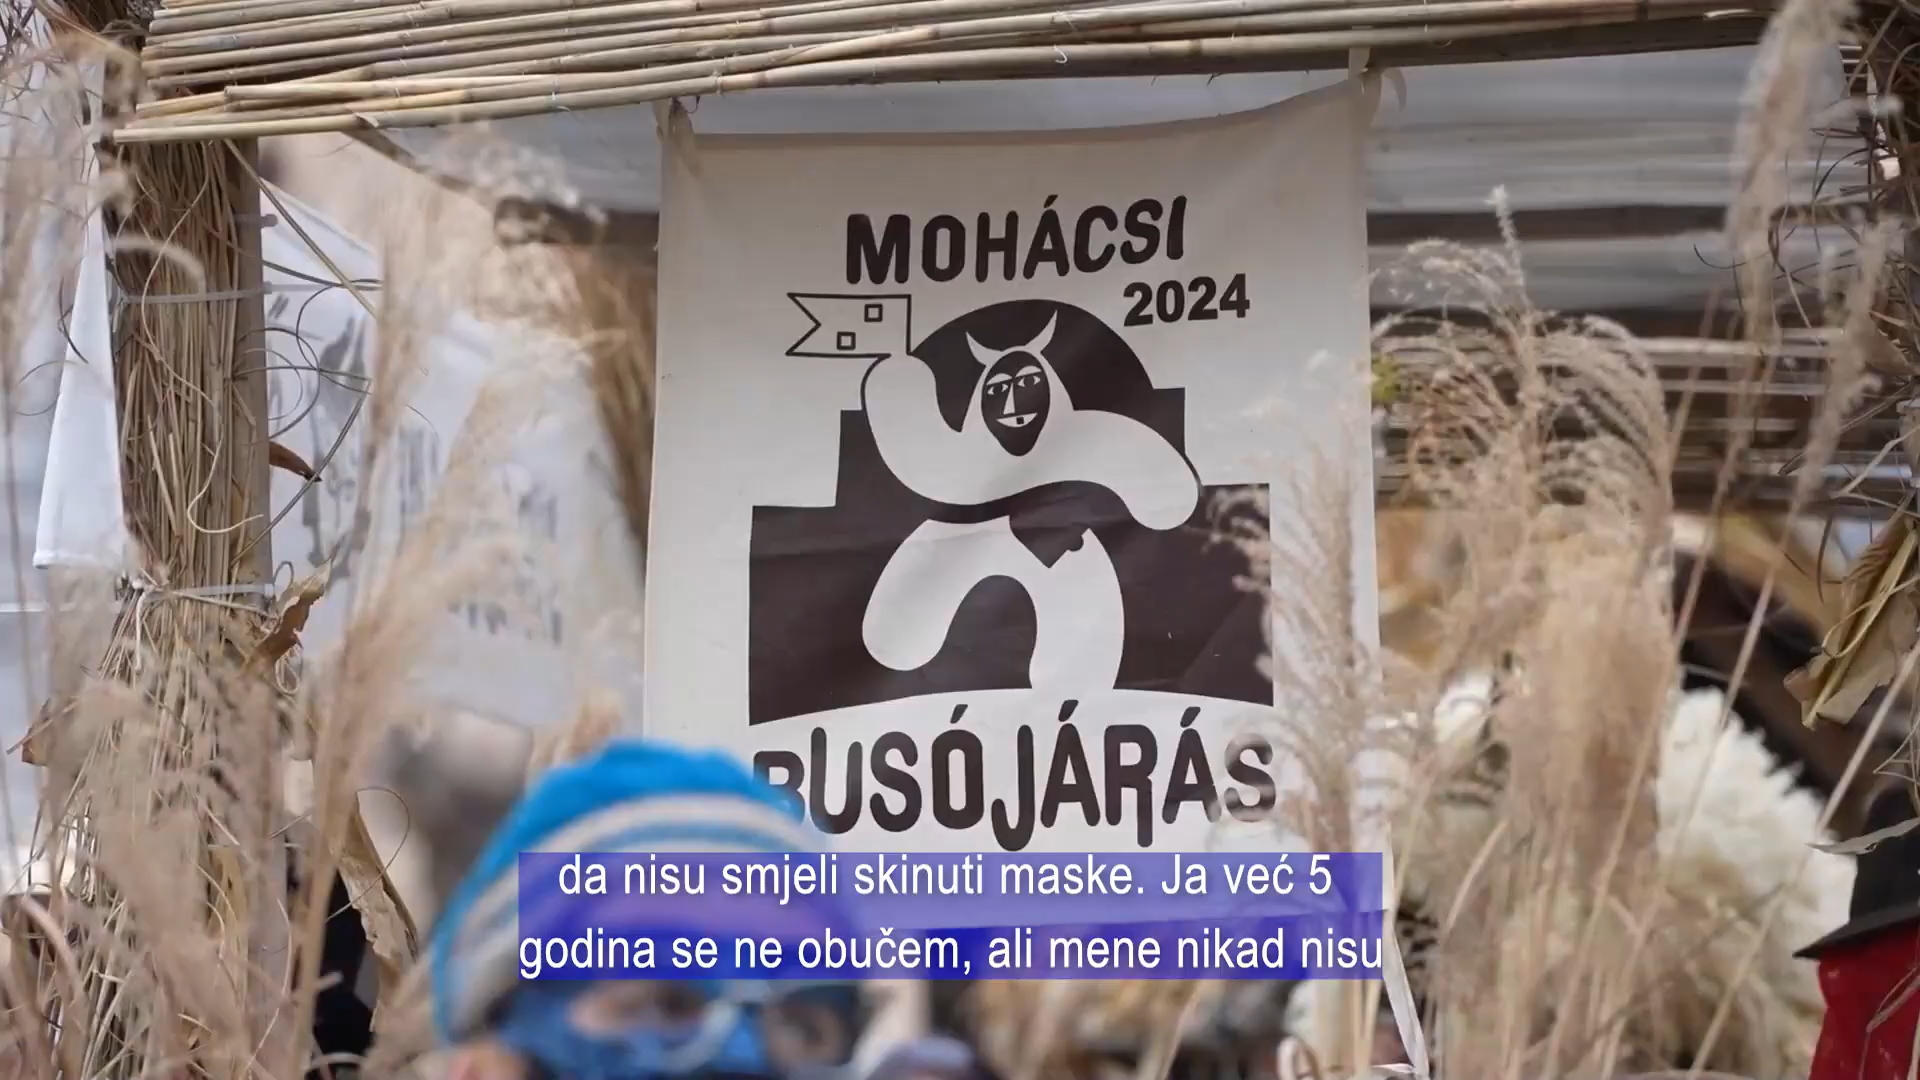 MOHÁCSI
2024
BUSÓJÁRÁS
da nisu smjeli skinuti maske. Ja već 5
godina se ne obučem, ali mene nikad nisu